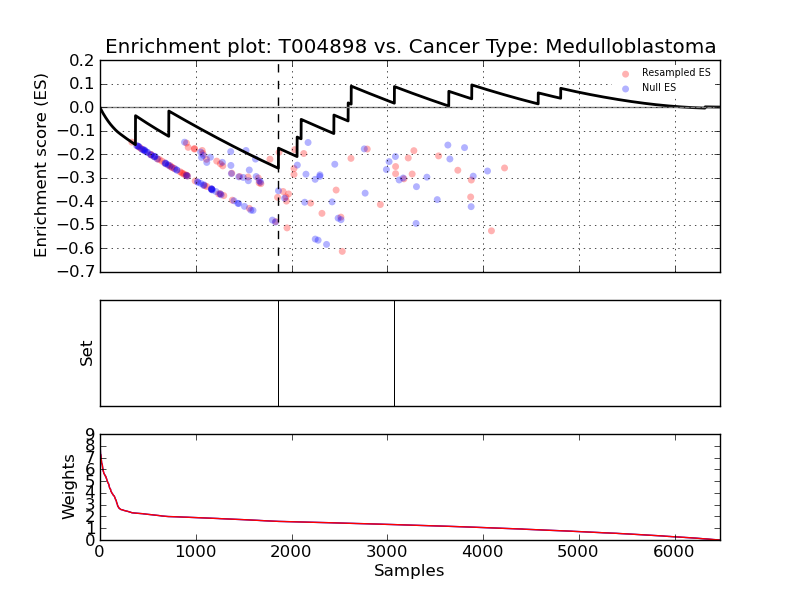 Enrichment plot: T004898 vs. Cancer Type: Medulloblastoma
Enrichment score (ES)
0.2
0.1
0.0
−0.1
−0.2
−0.3
−0.4
−0.5
−0.6
−0.7
Resampled ES
Null ES
Set
Weights
9
8
7
6
5
4
3
2
1
0
0 1000 2000 3000 4000 5000 6000
Samples